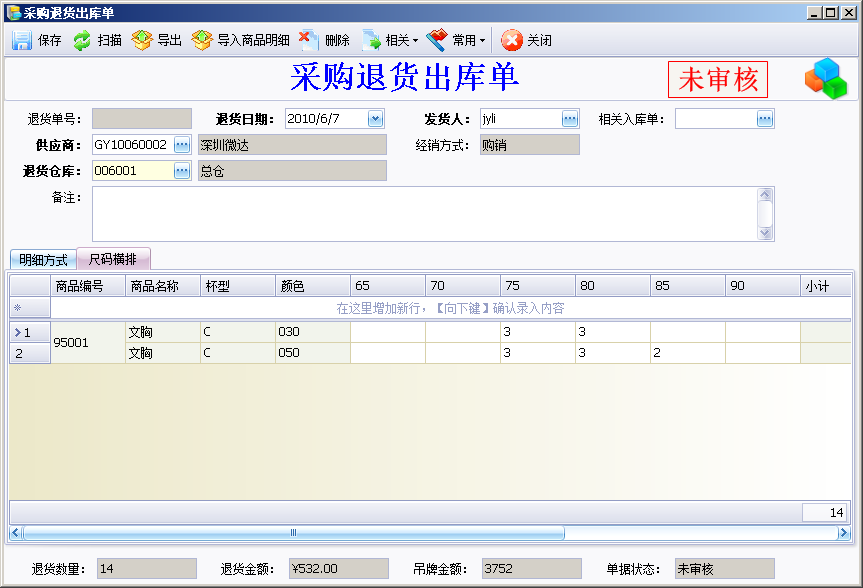 采购退货出库单
保存 扫描 导出 导入商品明细 删除 相关 常用 关闭
采购退货出库单 未审核
退货单号: 退货日期: 2010/6/7 发货人: jyli 相关入库单:
供应商: GY10060002 深圳微达 经销方式: 购销
退货仓库: 006001 总仓
备注:
明细方式 尺码横排
商品编号 商品名称 杯型 颜色 65 70 75 80 85 90 小计
* 在这里增加新行,【向下键】确认录入内容
1 95001 文胸 C 030 3 3
2 文胸 C 050 3 3 2
14
退货数量: 14 退货金额: ¥532.00 吊牌金额: 3752 单据状态: 未审核